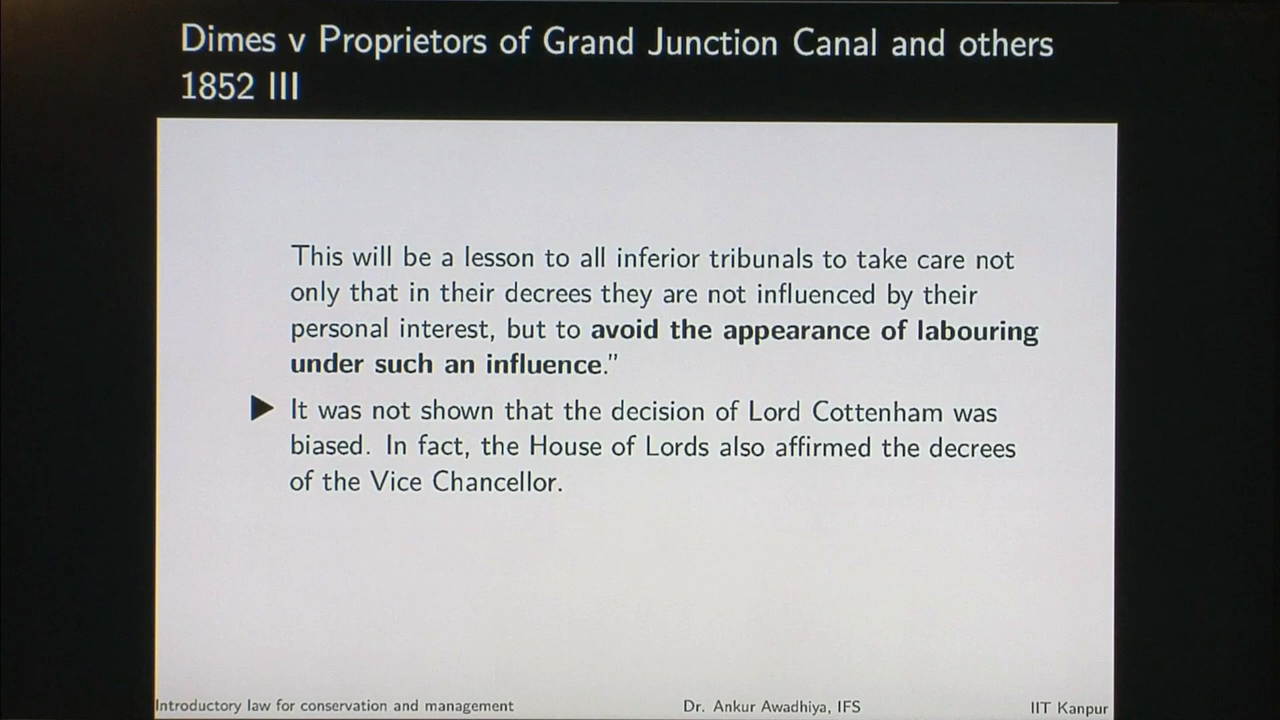 Dimes v Proprietors of Grand Junction Canal and others
1852 III
This will be a lesson to all inferior tribunals to take care not
only that in their decrees they are not influenced by their
personal interest, but to avoid the appearance of labouring
under such an influence."
▶ It was not shown that the decision of Lord Cottenham was
biased. In fact, the House of Lords also affirmed the decrees
of the Vice Chancellor.
Introductory law for conservation and management Dr. Ankur Awadhiya, IFS IIT Kanpur